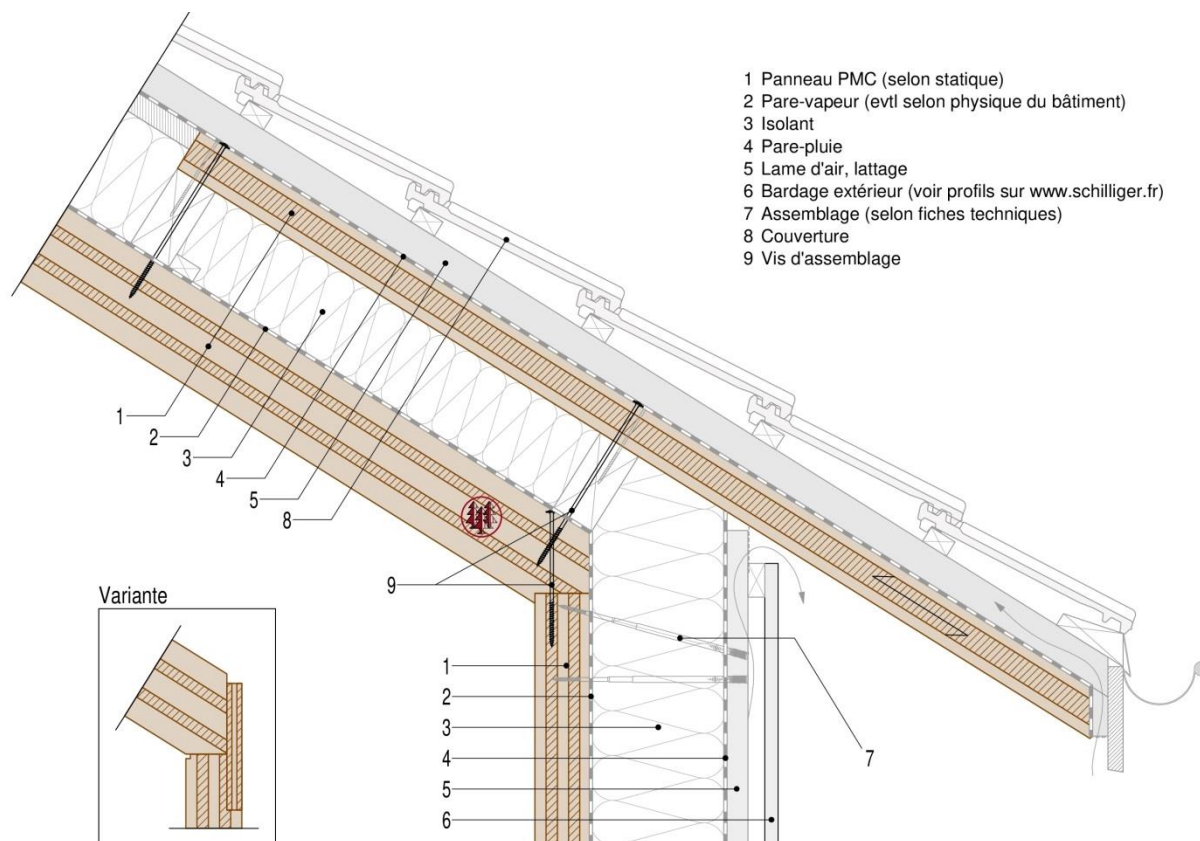 1 Panneau PMC (selon statique)
2 Pare-vapeur (evtl selon physique du bâtiment)
3 Isolant
4 Pare-pluie
5 Lame d'air, lattage
6 Bardage extérieur (voir profils sur www.schilliger.fr)
7 Assemblage (selon fiches techniques)
8 Couverture
9 Vis d'assemblage
1
2
3
4
5
8
9
Variante
1
2
3
4
5
6
7